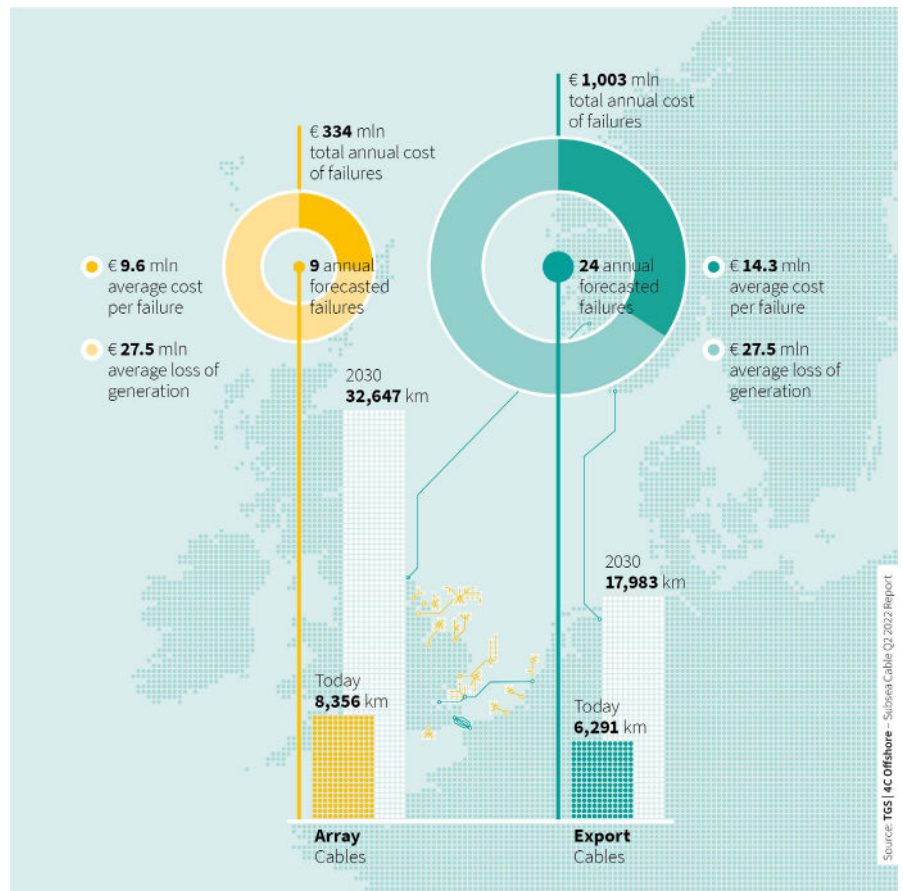 € 1,003 mln
total annual cost
of failures
€ 334 mln
total annual cost
of failures
€ 9.6 mln
average cost
per failure
9 annual
forecasted
failures
24 annual
forecasted
failures
€ 14.3 mln
average cost
per failure
€ 27.5 mln
average loss of
generation
€ 27.5 mln
average loss of
generation
2030
32,647 km
2030
17,983 km
Today
8,356 km
Today
6,291 km
Array
Cables
Export
Cables
Source: TGS | 4C Offshore – Subsea Cable Q2 2022 Report